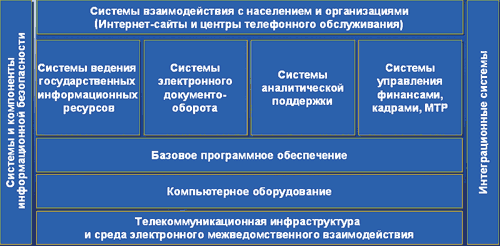 Системы и компоненты
информационной безопасности
Системы взаимодействия с населением и организациями
(Интернет-сайты и центры телефонного обслуживания)
Системы ведения
государственных
информационных
ресурсов
Системы
электронного
документо-
оборота
Системы
аналитической
поддержки
Системы
управления
финансами,
кадрами, МТР
Базовое программное обеспечение
Компьютерное оборудование
Телекоммуникационная инфраструктура
и среда электронного межведомственного взаимодействия
Интеграционные системы